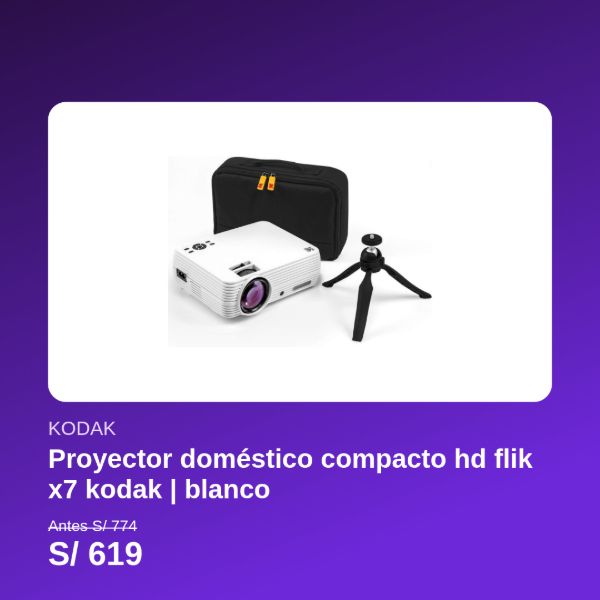 KODAK
Proyector doméstico compacto hd flik
x7 kodak | blanco
Antes S/ 774
S/ 619